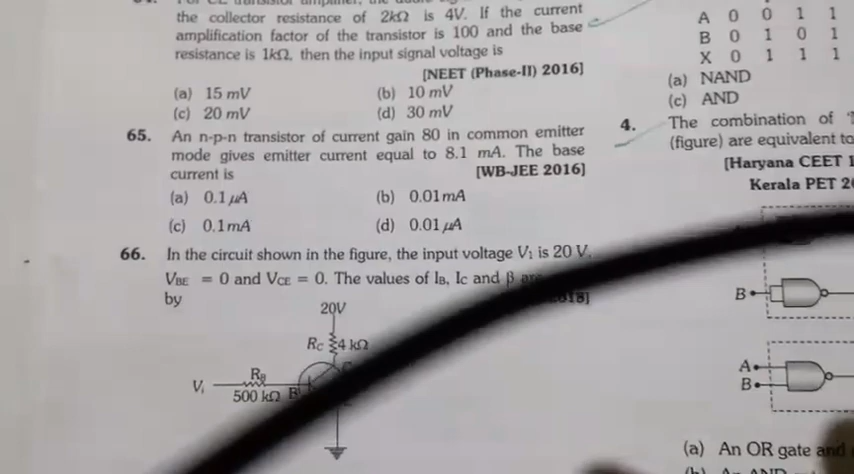 the collector resistance of 2kΩ is 4V. If the current
amplification factor of the transistor is 100 and the base
resistance is 1kΩ, then the input signal voltage is
[NEET (Phase-II) 2016]
(a) 15 mV (b) 10 mV
(c) 20 mV (d) 30 mV
65. An n-p-n transistor of current gain 80 in common emitter
mode gives emitter current equal to 8.1 mA. The base
current is [WB-JEE 2016]
(a) 0.1 μA (b) 0.01mA
(c) 0.1mA (d) 0.01 μA
66. In the circuit shown in the figure, the input voltage Vi is 20 V,
VBE = 0 and VCE = 0. The values of IB, IC and β are
by
20V
RC 4 kΩ
RB
Vi
500 kΩ B
A 0 0 1 1
B 0 1 0 1
X 0 1 1 1
(a) NAND
(c) AND
4. The combination of
(figure) are equivalent to
[Haryana CEET
Kerala PET
B
A
B
(a) An OR gate and